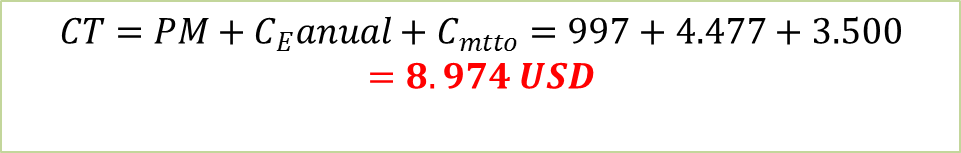 CT = PM + C_E anual + C_mtto = 997 + 4.477 + 3.500
= 8.974 USD